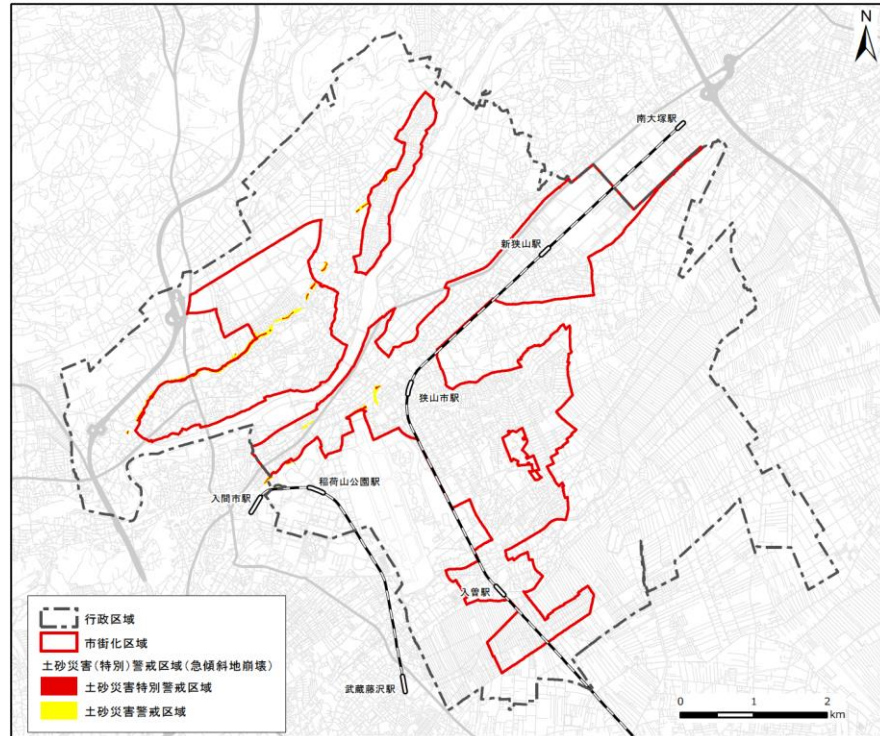 N
南大塚駅
新狭山駅
狭山市駅
稲荷山公園駅
入間市駅
入曽駅
武蔵藤沢駅
行政区域
市街化区域
土砂災害(特別)警戒区域(急傾斜地崩壊)
土砂災害特別警戒区域
土砂災害警戒区域
0 1 2
km